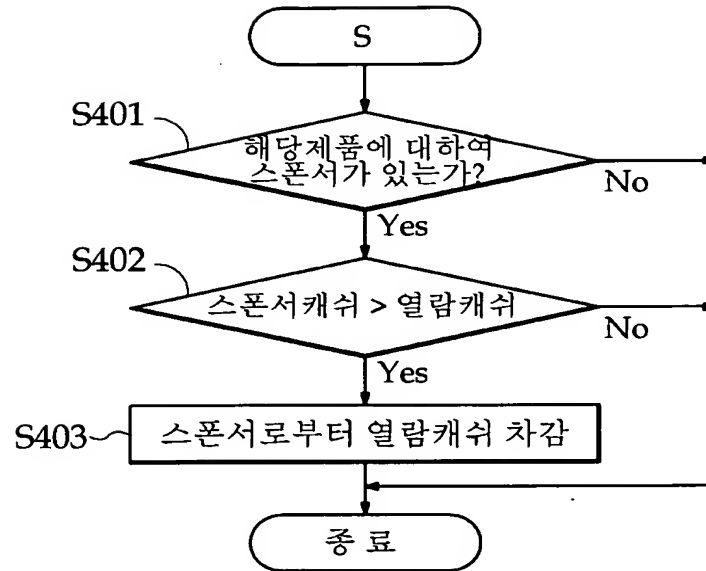 S
S401
해당제품에 대하여
스폰서가 있는가?
No
Yes
S402
스폰서캐쉬 > 열람캐쉬
No
Yes
S403
스폰서로부터 열람캐쉬 차감
종 료